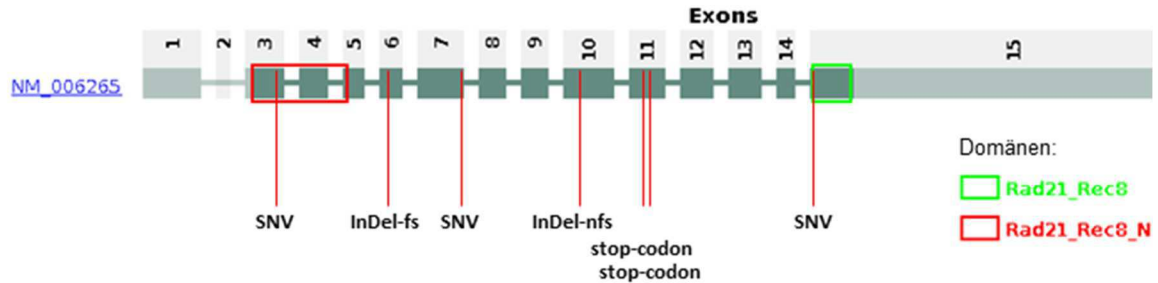 Exons
1 2 3 4 5 6 7 8 9 10 11 12 13 14 15
NM_006265
Domänen:
Rad21_Rec8
Rad21_Rec8_N
SNV InDel-fs SNV InDel-nfs SNV
stop-codon
stop-codon